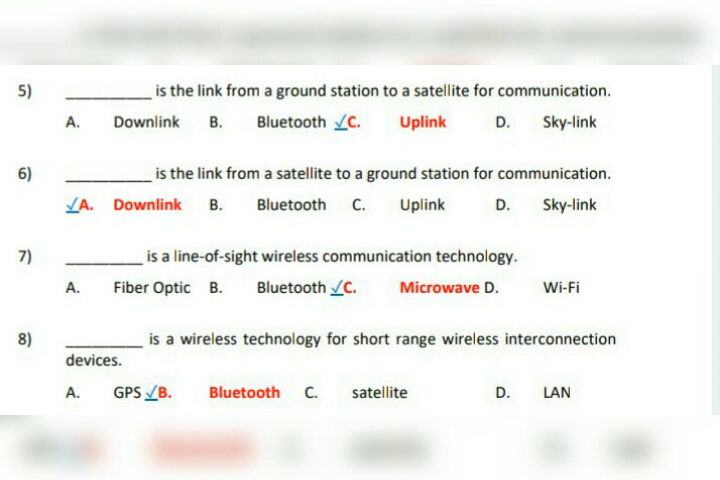 5) __________ is the link from a ground station to a satellite for communication.
A. Downlink B. Bluetooth ✓C. Uplink D. Sky-link
6) __________ is the link from a satellite to a ground station for communication.
✓A. Downlink B. Bluetooth C. Uplink D. Sky-link
7) _________ is a line-of-sight wireless communication technology.
A. Fiber Optic B. Bluetooth ✓C. Microwave D. Wi-Fi
8) _________ is a wireless technology for short range wireless interconnection
devices.
A. GPS ✓B. Bluetooth C. satellite D. LAN